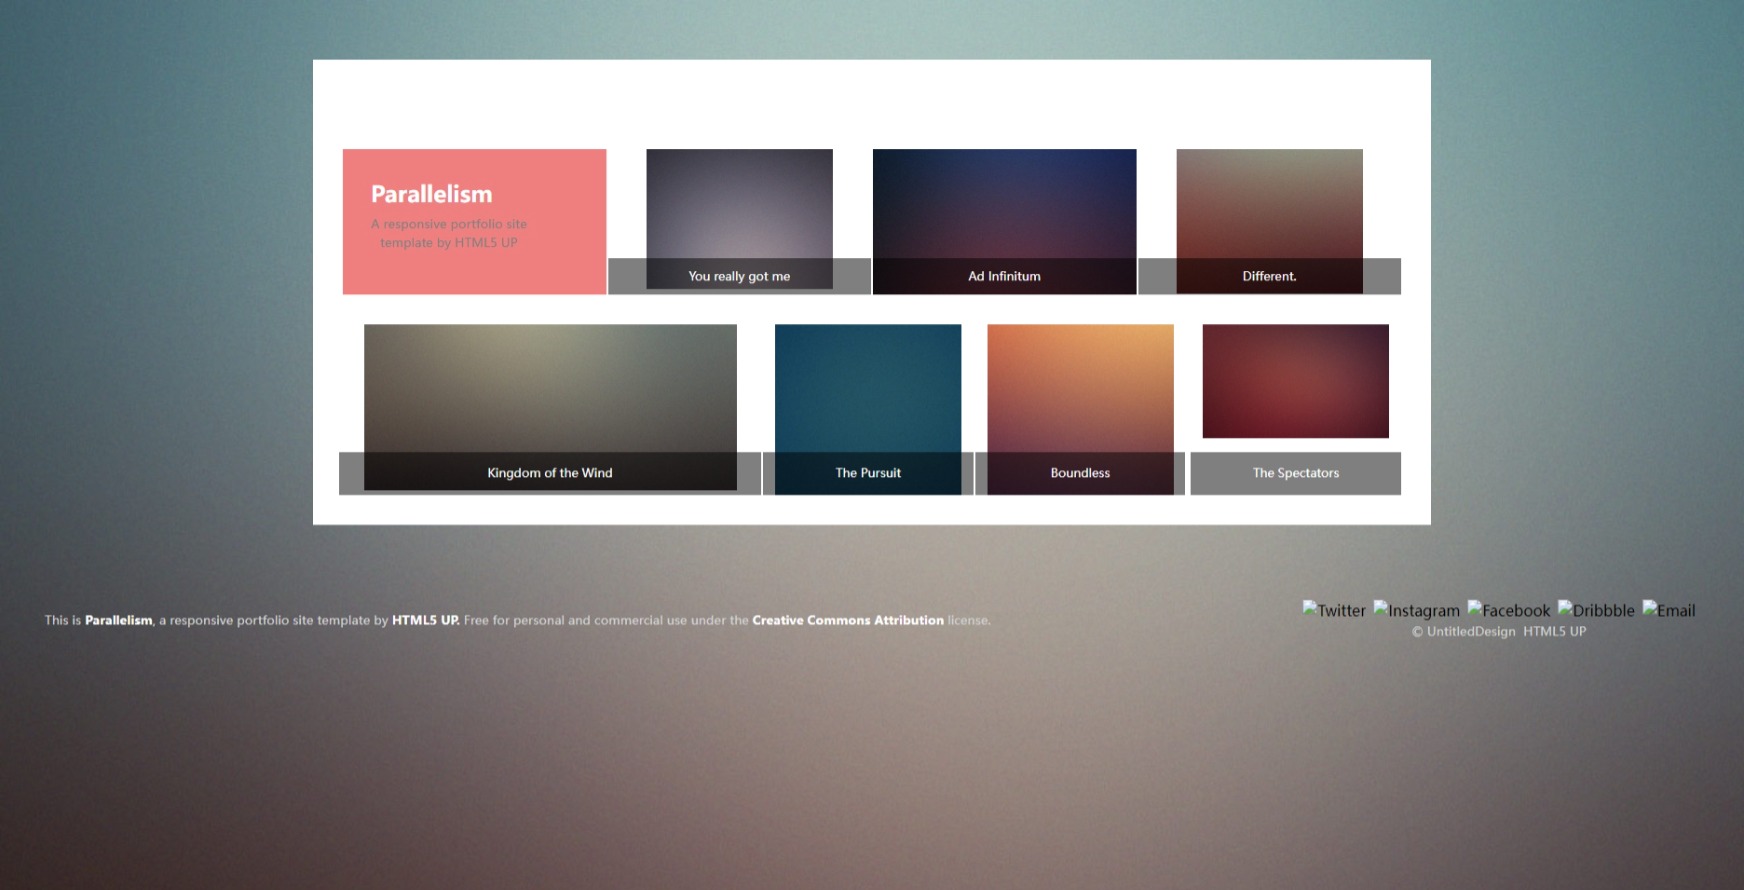 Parallelism
A responsive portfolio site
template by HTML5 UP
You really got me
Ad Infinitum
Different.
Kingdom of the Wind
The Pursuit
Boundless
The Spectators
This is Parallelism, a responsive portfolio site template by HTML5 UP. Free for personal and commercial use under the Creative Commons Attribution license.
Twitter Instagram Facebook Dribbble Email
© UntitledDesign HTML5 UP